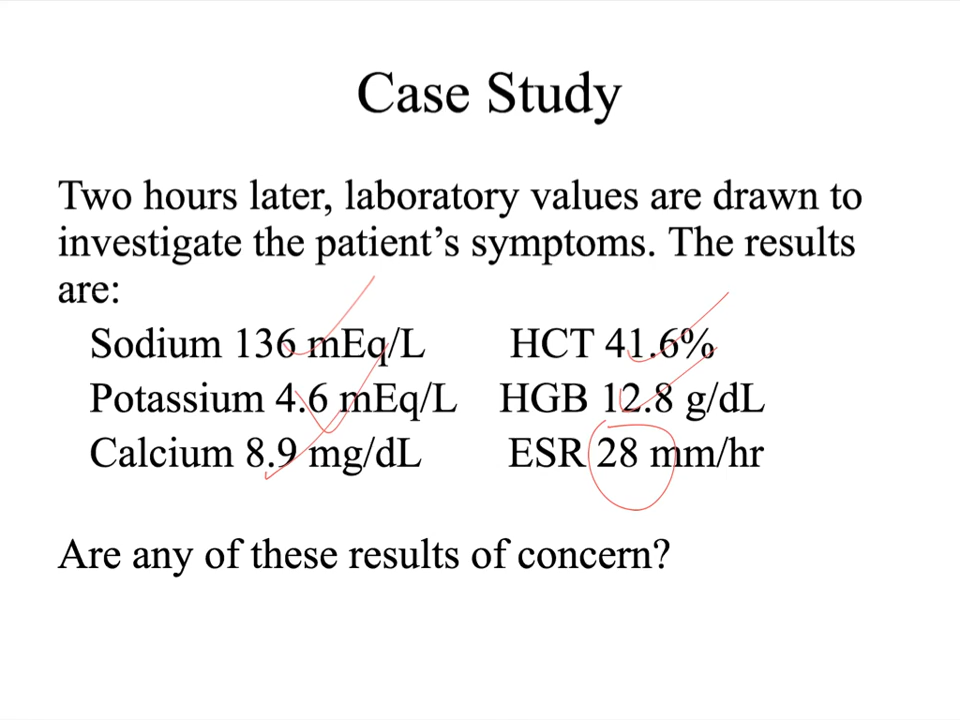 Case Study
Two hours later, laboratory values are drawn to
investigate the patient’s symptoms. The results
are:
Sodium 136 mEq/L HCT 41.6%
Potassium 4.6 mEq/L HGB 12.8 g/dL
Calcium 8.9 mg/dL ESR 28 mm/hr
Are any of these results of concern?